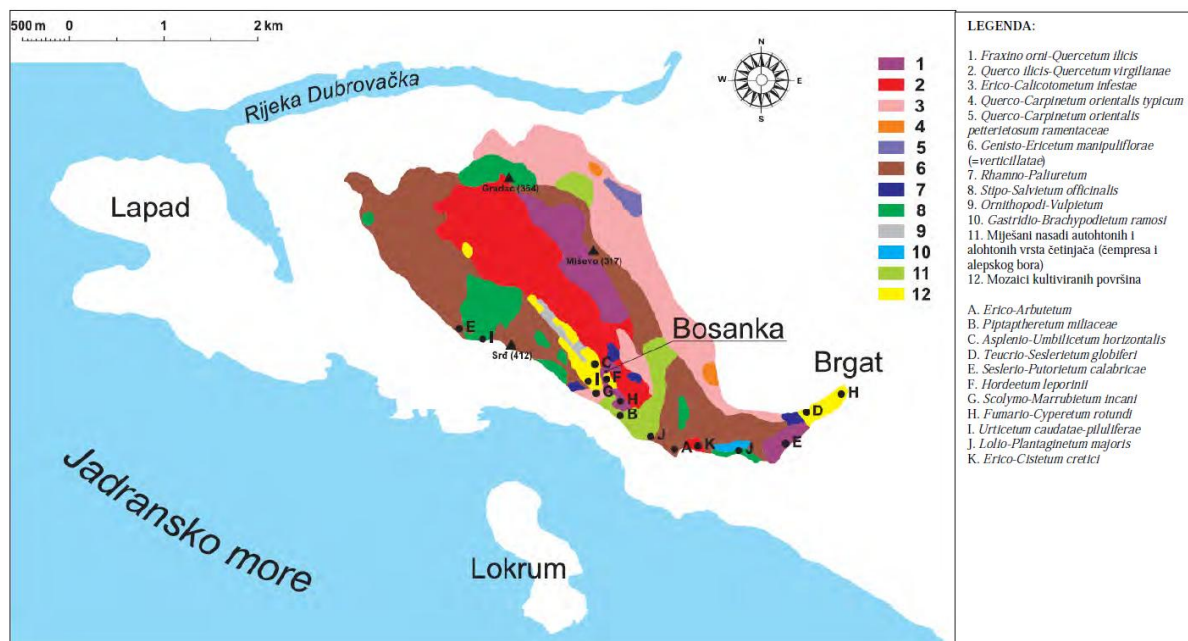 500 m 0 1 2 km
N
W E
S
Rijeka Dubrovačka
Lapad
Gradac (354)
Miševo (317)
Srđ (412)
Bosanka
Brgat
Lokrum
Jadransko more
E
I
C
I
F
G
H
B
J
A
K
J
E
D
H
1
2
3
4
5
6
7
8
9
10
11
12
LEGENDA:
1. Fraxino orni-Quercetum ilicis
2. Querco ilicis-Quercetum virgilianae
3. Erico-Calicotometum infestae
4. Querco-Carpinetum orientalis typicum
5. Querco-Carpinetum orientalis
petterietosum ramentaceae
6. Genisto-Ericetum manipuliflorae
(=verticillatae)
7. Rhamno-Paliuretum
8. Stipo-Salvietum officinalis
9. Ornithopodi-Vulpietum
10. Gastridio-Brachypodietum ramosi
11. Miješani nasadi autohtonih i
alohtonih vrsta četinjača (čempresa i
alepskog bora)
12. Mozaici kultiviranih površina
A. Erico-Arbutetum
B. Piptaptheretum miliaceae
C. Asplenio-Umbilicetum horizontalis
D. Teucrio-Seslerietum globiferi
E. Seslerio-Putorietum calabricae
F. Hordeetum leporinii
G. Scolymo-Marrubietum incani
H. Fumario-Cyperetum rotundi
I. Urticetum caudatae-piluliferae
J. Lolio-Plantaginetum majoris
K. Erico-Cistetum cretici